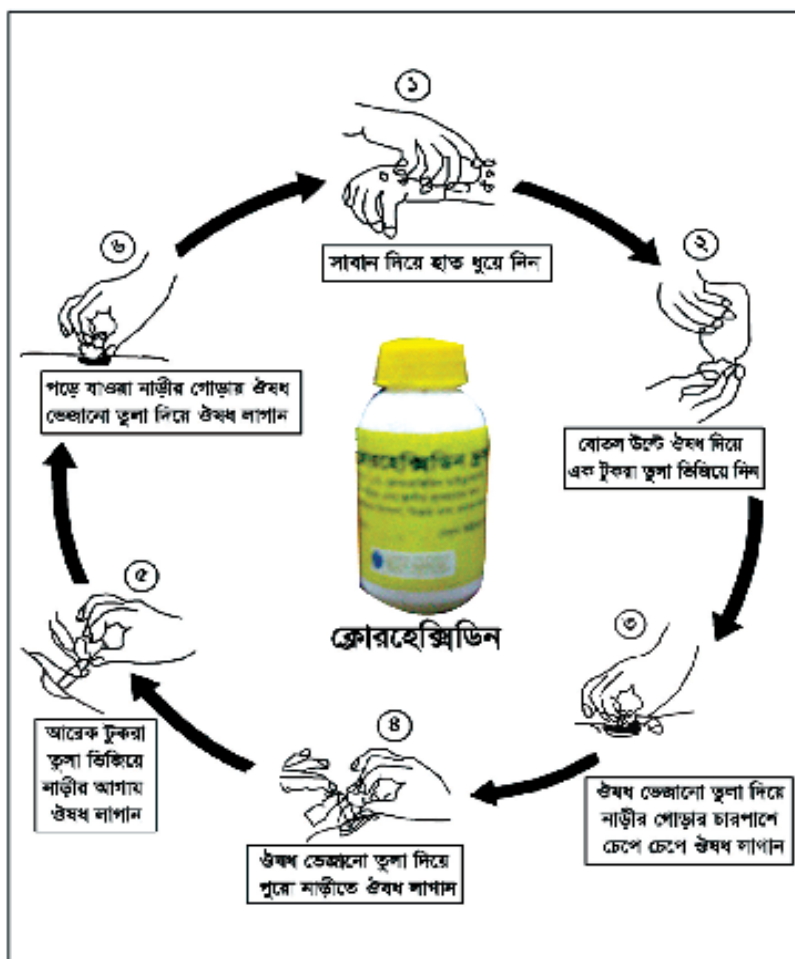 ১
সাবান দিয়ে হাত ধুয়ে নিন
২
বোতল উল্টে ঔষধ দিয়ে
এক টুকরা তুলা ভিজিয়ে নিন
৩
ঔষধ ভেজানো তুলা দিয়ে
নাড়ীর গোড়ার চারপাশে
চেপে চেপে ঔষধ লাগান
৪
ঔষধ ভেজানো তুলা দিয়ে
পুরো নাড়ীতে ঔষধ লাগান
৫
আরেক টুকরা
তুলা ভিজিয়ে
নাড়ীর আগায়
ঔষধ লাগান
৬
পড়ে যাওয়া নাড়ীর গোড়ায় ঔষধ
ভেজানো তুলা দিয়ে ঔষধ লাগান
ক্লোরহেক্সিডিন
ক্লোরহেক্সিডিন